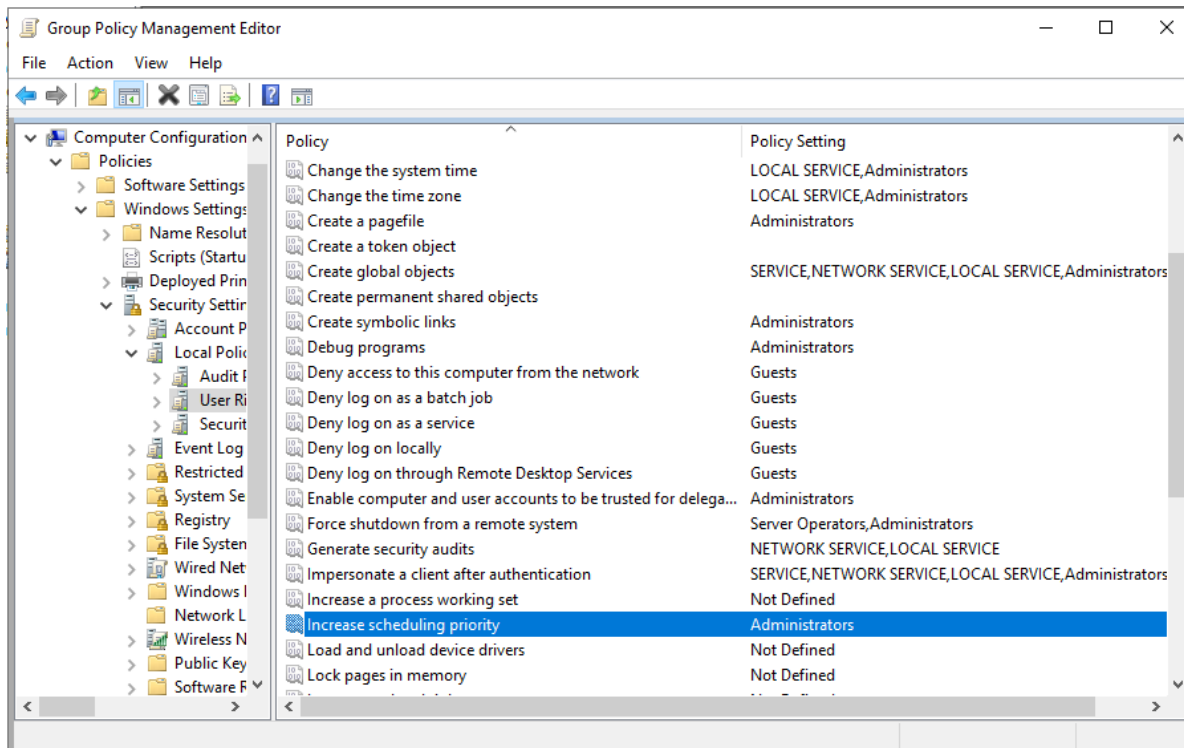 Group Policy Management Editor
File Action View Help
Computer Configuration
Policies
Software Settings
Windows Settings
Name Resolut
Scripts (Startu
Deployed Prin
Security Settin
Account P
Local Polic
Audit P
User Ri
Securit
Event Log
Restricted
System Se
Registry
File System
Wired Net
Windows
Network L
Wireless N
Public Key
Software R
Policy Policy Setting
Change the system time LOCAL SERVICE,Administrators
Change the time zone LOCAL SERVICE,Administrators
Create a pagefile Administrators
Create a token object
Create global objects SERVICE,NETWORK SERVICE,LOCAL SERVICE,Administrators
Create permanent shared objects
Create symbolic links Administrators
Debug programs Administrators
Deny access to this computer from the network Guests
Deny log on as a batch job Guests
Deny log on as a service Guests
Deny log on locally Guests
Deny log on through Remote Desktop Services Guests
Enable computer and user accounts to be trusted for delega... Administrators
Force shutdown from a remote system Server Operators,Administrators
Generate security audits NETWORK SERVICE,LOCAL SERVICE
Impersonate a client after authentication SERVICE,NETWORK SERVICE,LOCAL SERVICE,Administrators
Increase a process working set Not Defined
Increase scheduling priority Administrators
Load and unload device drivers Not Defined
Lock pages in memory Not Defined